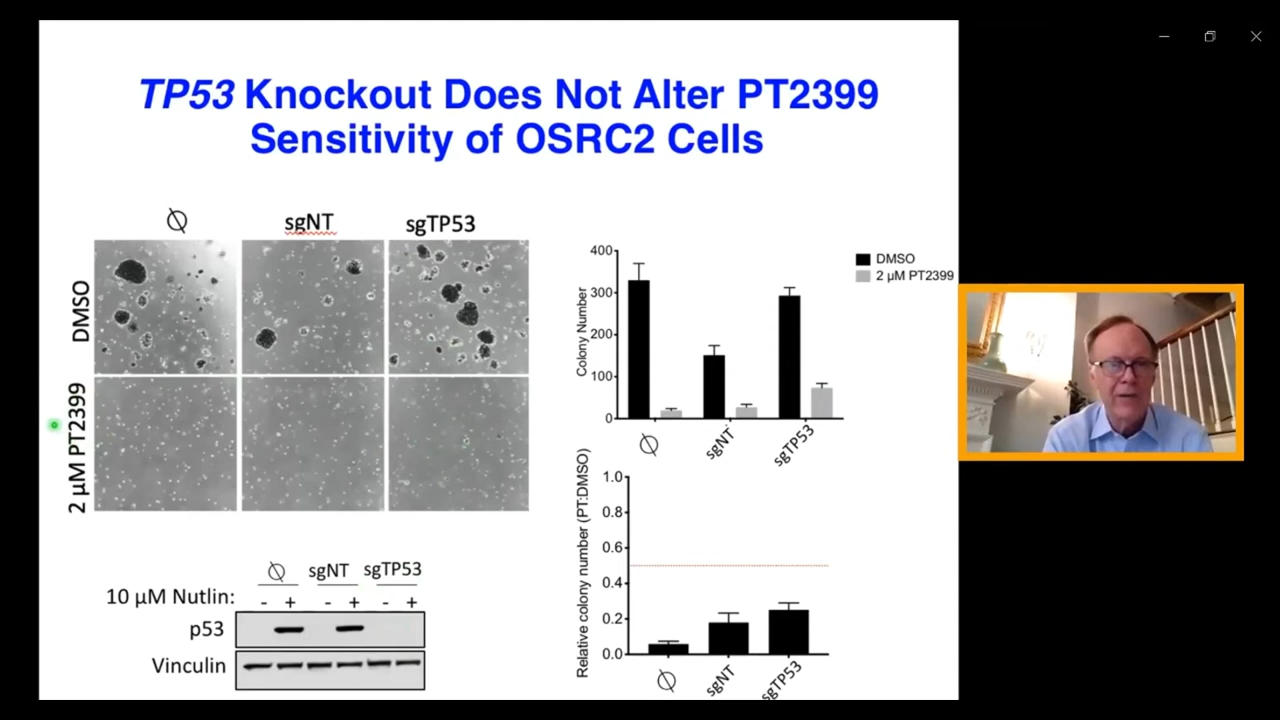 TP53 Knockout Does Not Alter PT2399
Sensitivity of OSRC2 Cells
∅ sgNT sgTP53
DMSO
2 µM PT2399
∅ sgNT sgTP53
10 µM Nutlin: - + - + - +
p53
Vinculin
Colony Number
400
300
200
100
0
∅ sgNT sgTP53
DMSO
2 µM PT2399
Relative colony number (PT:DMSO)
1.0
0.8
0.6
0.4
0.2
0.0
∅ sgNT sgTP53